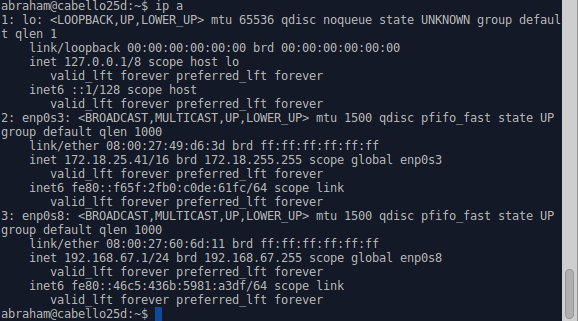 abraham@cabello25d:~$ ip a
1: lo: <LOOPBACK,UP,LOWER_UP> mtu 65536 qdisc noqueue state UNKNOWN group defaul
t qlen 1
    link/loopback 00:00:00:00:00:00 brd 00:00:00:00:00:00
    inet 127.0.0.1/8 scope host lo
       valid_lft forever preferred_lft forever
    inet6 ::1/128 scope host
       valid_lft forever preferred_lft forever
2: enp0s3: <BROADCAST,MULTICAST,UP,LOWER_UP> mtu 1500 qdisc pfifo_fast state UP
group default qlen 1000
    link/ether 08:00:27:49:d6:3d brd ff:ff:ff:ff:ff:ff
    inet 172.18.25.41/16 brd 172.18.255.255 scope global enp0s3
       valid_lft forever preferred_lft forever
    inet6 fe80::f65f:2fb0:c0de:61fc/64 scope link
       valid_lft forever preferred_lft forever
3: enp0s8: <BROADCAST,MULTICAST,UP,LOWER_UP> mtu 1500 qdisc pfifo_fast state UP
group default qlen 1000
    link/ether 08:00:27:60:6d:11 brd ff:ff:ff:ff:ff:ff
    inet 192.168.67.1/24 brd 192.168.67.255 scope global enp0s8
       valid_lft forever preferred_lft forever
    inet6 fe80::46c5:436b:5981:a3df/64 scope link
       valid_lft forever preferred_lft forever
abraham@cabello25d:~$